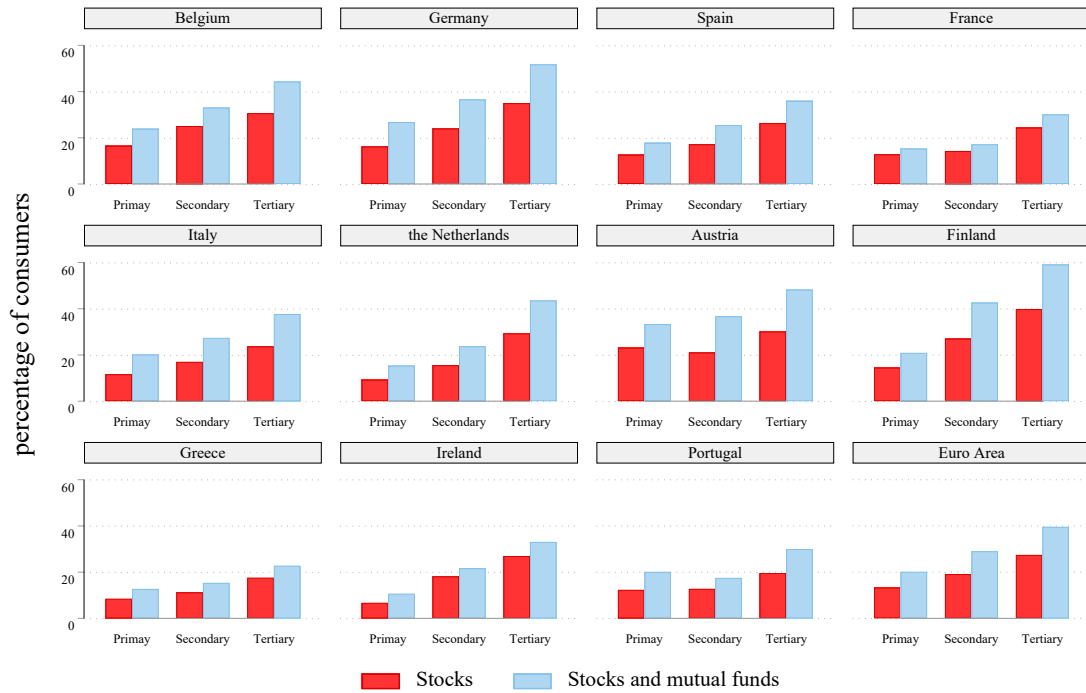 Belgium Germany Spain France
60
40
20
0
Primay Secondary Tertiary Primay Secondary Tertiary Primay Secondary Tertiary Primay Secondary Tertiary
Italy the Netherlands Austria Finland
60
40
20
0
Primay Secondary Tertiary Primay Secondary Tertiary Primay Secondary Tertiary Primay Secondary Tertiary
Greece Ireland Portugal Euro Area
60
40
20
0
Primay Secondary Tertiary Primay Secondary Tertiary Primay Secondary Tertiary Primay Secondary Tertiary
percentage of consumers
Stocks Stocks and mutual funds